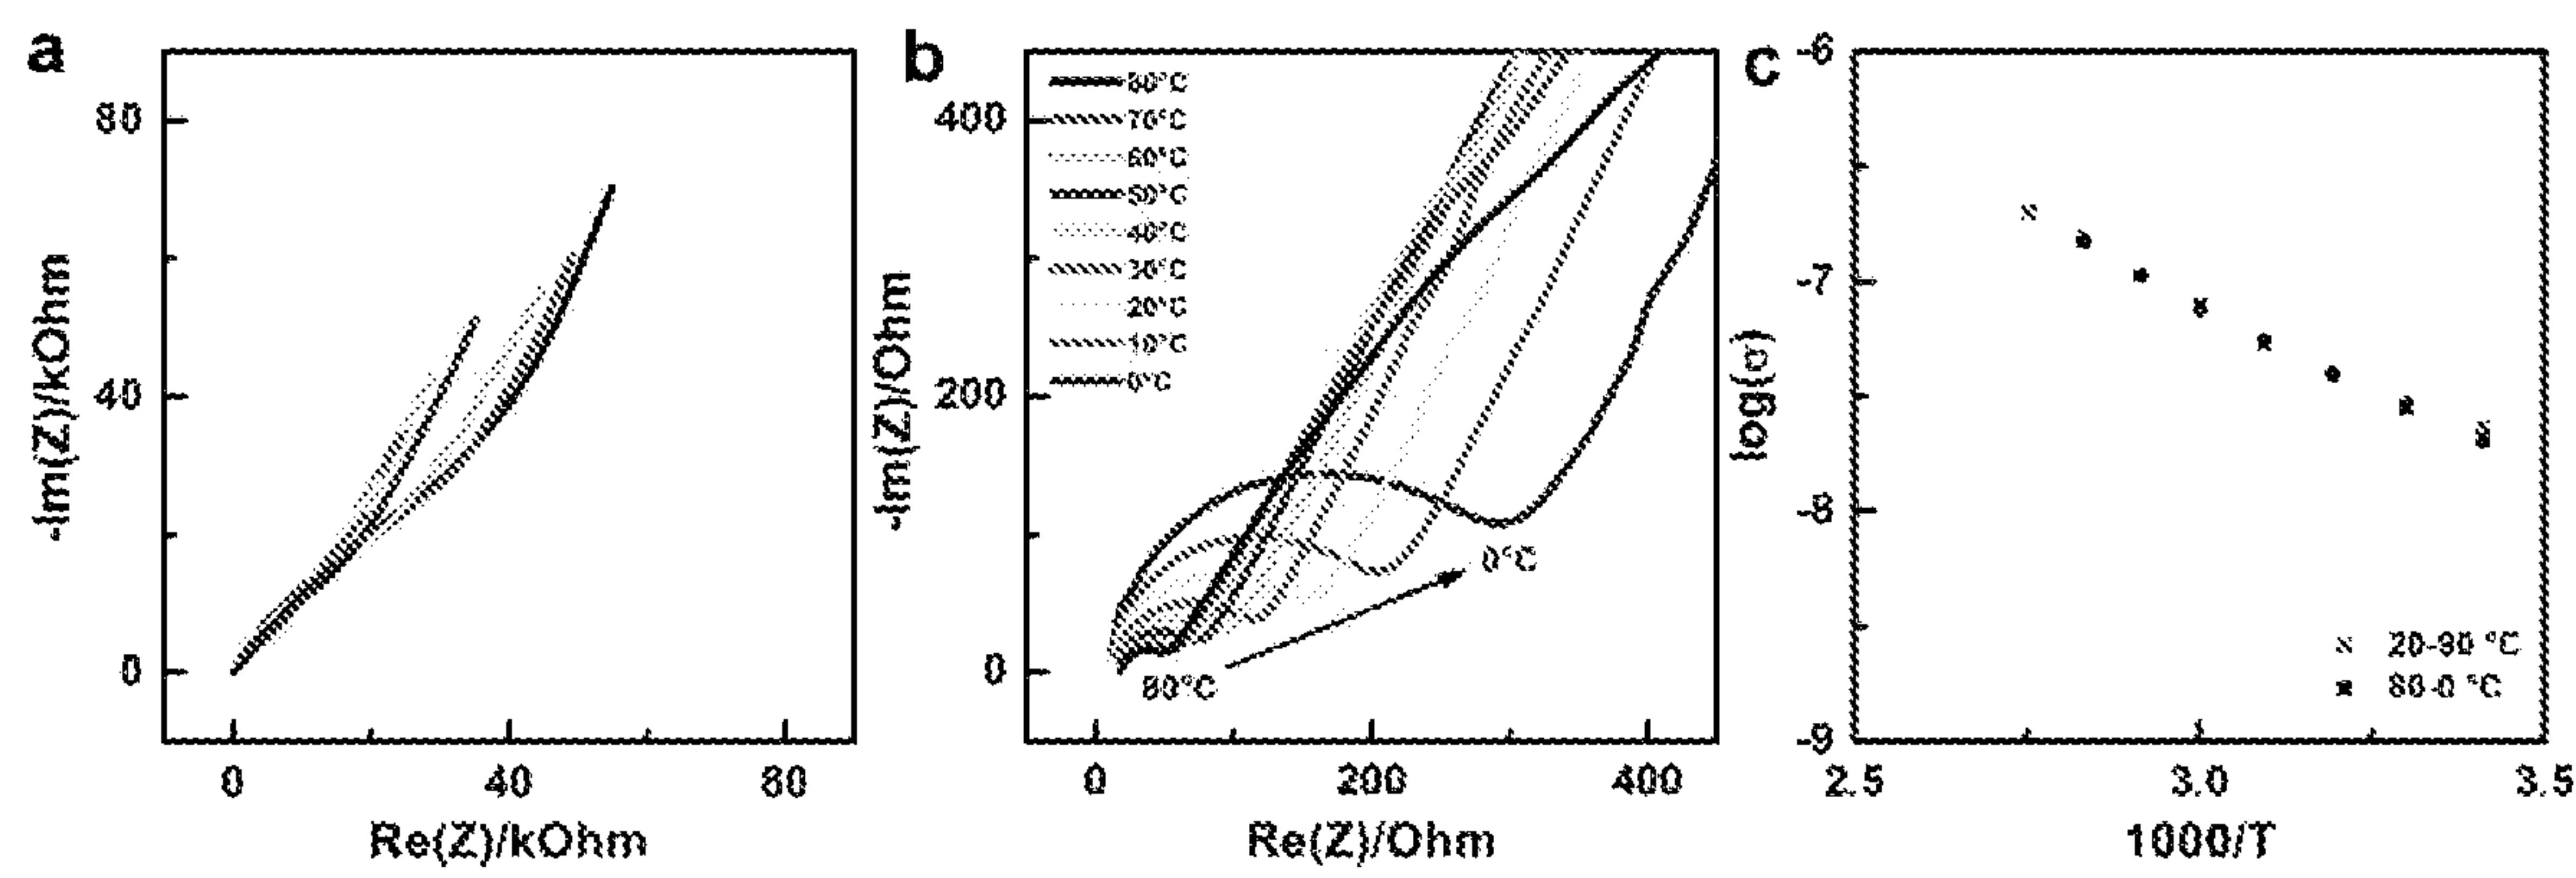 a
80
40
0
0
40
80
-Im(Z)/kOhm
Re(Z)/kOhm
b
400
200
0
0
200
400
80°C
70°C
60°C
50°C
40°C
30°C
20°C
10°C
0°C
0°C
80°C
-Im(Z)/Ohm
Re(Z)/Ohm
c
-6
-7
-8
-9
2.5
3.0
3.5
log(σ)
20-90 °C
80-0 °C
1000/T